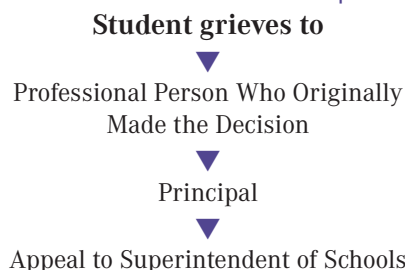 Student grieves to
Professional Person Who Originally
Made the Decision
Principal
Appeal to Superintendent of Schools